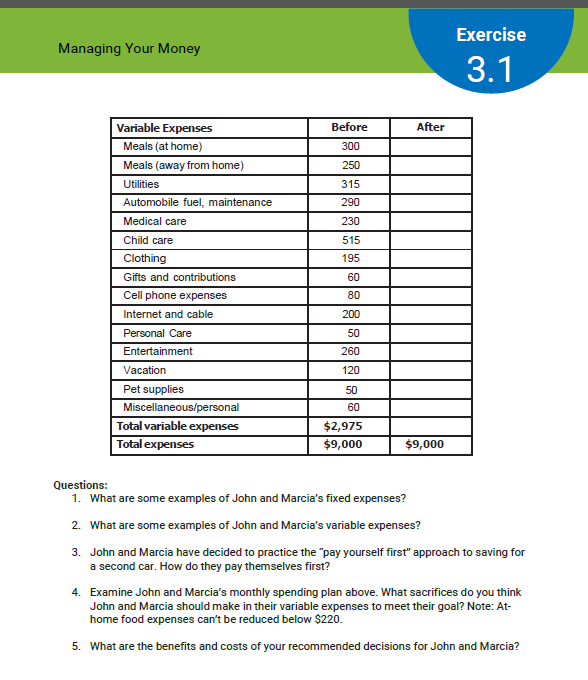 Exercise
Managing Your Money
3.1
Variable Expenses Before After
Meals (at home) 300
Meals (away from home) 250
Utilities 315
Automobile fuel, maintenance 290
Medical care 230
Child care 515
Clothing 195
Gifts and contributions 60
Cell phone expenses 80
Internet and cable 200
Personal Care 50
Entertainment 260
Vacation 120
Pet supplies 50
Miscellaneous/personal 60
Total variable expenses $2,975
Total expenses $9,000 $9,000
Questions:
1. What are some examples of John and Marcia's fixed expenses?
2. What are some examples of John and Marcia's variable expenses?
3. John and Marcia have decided to practice the "pay yourself first" approach to saving for
a second car. How do they pay themselves first?
4. Examine John and Marcia's monthly spending plan above. What sacrifices do you think
John and Marcia should make in their variable expenses to meet their goal? Note: At-
home food expenses can't be reduced below $220.
5. What are the benefits and costs of your recommended decisions for John and Marcia?